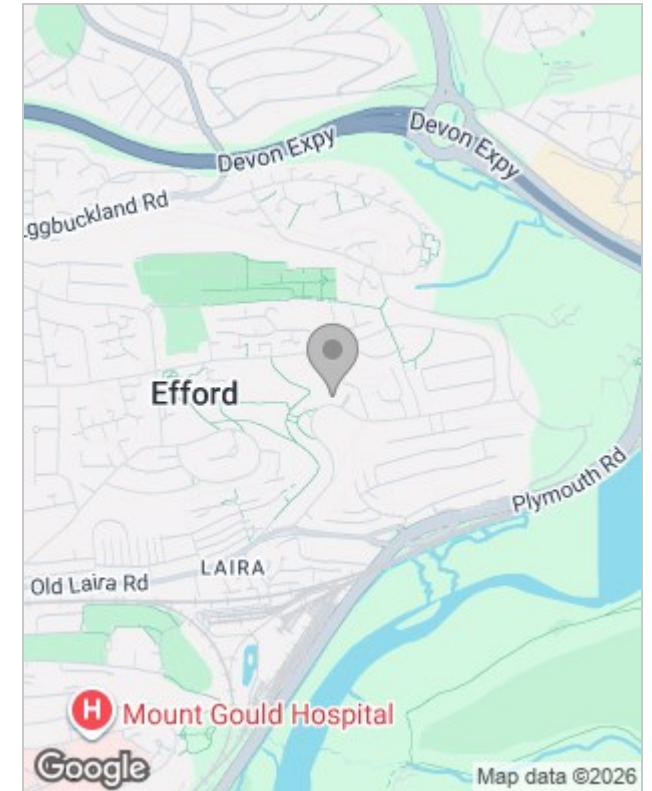 Devon Expy
Devon Expy
Eggbuckland Rd
Efford
Plymouth Rd
LAIRA
Old Laira Rd
H
Mount Gould Hospital
Google
Map data ©2026